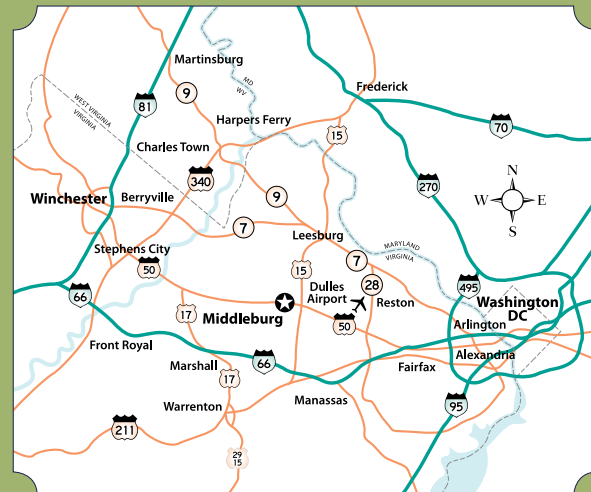 Martinsburg
MD
WV
Frederick
9
WEST VIRGINIA
VIRGINIA
81
Harpers Ferry
70
15
Charles Town
340
270
N
W
E
S
Winchester
Berryville
9
7
Leesburg
MARYLAND
VIRGINIA
Stephens City
50
7
15
Dulles
Airport
28
Reston
495
Washington
DC
66
17
Middleburg
50
Arlington
Front Royal
Marshall
66
Fairfax
Alexandria
17
Warrenton
Manassas
95
211
29
15